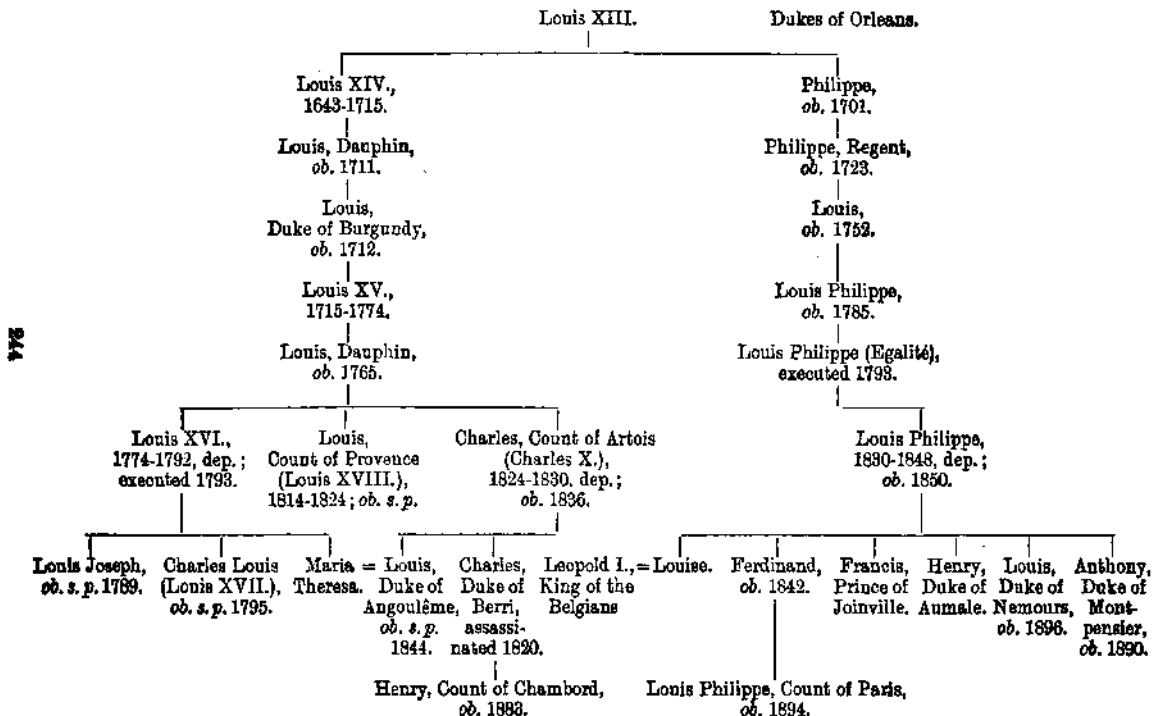 Louis XIII.
Dukes of Orleans.
Louis XIV.,
1643-1715.
Philippe,
ob. 1701.
Louis, Dauphin,
ob. 1711.
Philippe, Regent,
ob. 1723.
Louis,
Duke of Burgundy,
ob. 1712.
Louis,
ob. 1752.
Louis XV.,
1715-1774.
Louis Philippe,
ob. 1785.
244
Louis, Dauphin,
ob. 1765.
Louis Philippe (Egalité),
executed 1793.
Louis XVI.,
1774-1792, dep.;
executed 1793.
Louis,
Count of Provence
(Louis XVIII.),
1814-1824; ob. s. p.
Charles, Count of Artois
(Charles X.),
1824-1830, dep.;
ob. 1836.
Louis Philippe,
1830-1848, dep.;
ob. 1850.
Louis Joseph,
ob. s. p. 1789.
Charles Louis
(Louis XVII.),
ob. s. p. 1795.
Maria =
Theresa.
Louis,
Duke of
Angoulême,
ob. s. p.
1844.
Charles,
Duke of
Berri,
assassi-
nated 1820.
Leopold I., =
King of the
Belgians
Louise.
Ferdinand,
ob. 1842.
Francis,
Prince of
Joinville.
Henry,
Duke of
Aumale.
Louis,
Duke of
Nemours,
ob. 1896.
Anthony,
Duke of
Mont-
pensier,
ob. 1890.
Henry, Count of Chambord,
ob. 1883.
Louis Philippe, Count of Paris,
ob. 1894.